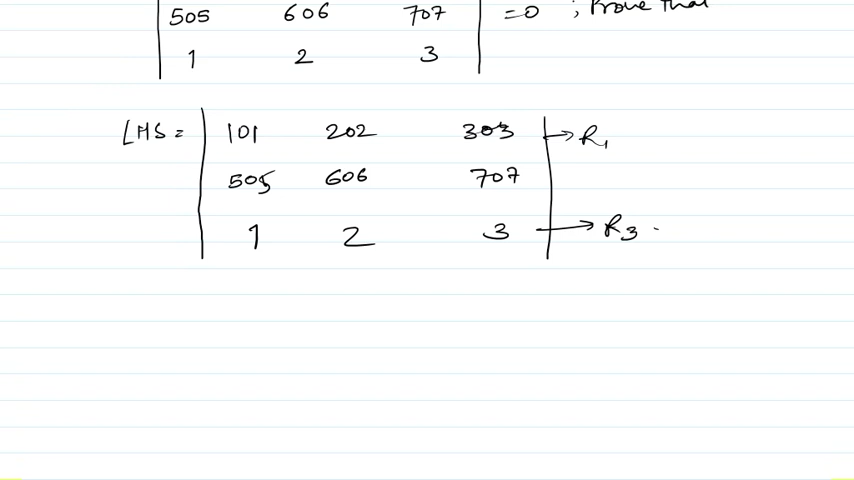 505 606 707 =0 ; Prove that
1 2 3
LHS = 101 202 303 → R₁
505 606 707
1 2 3 → R₃